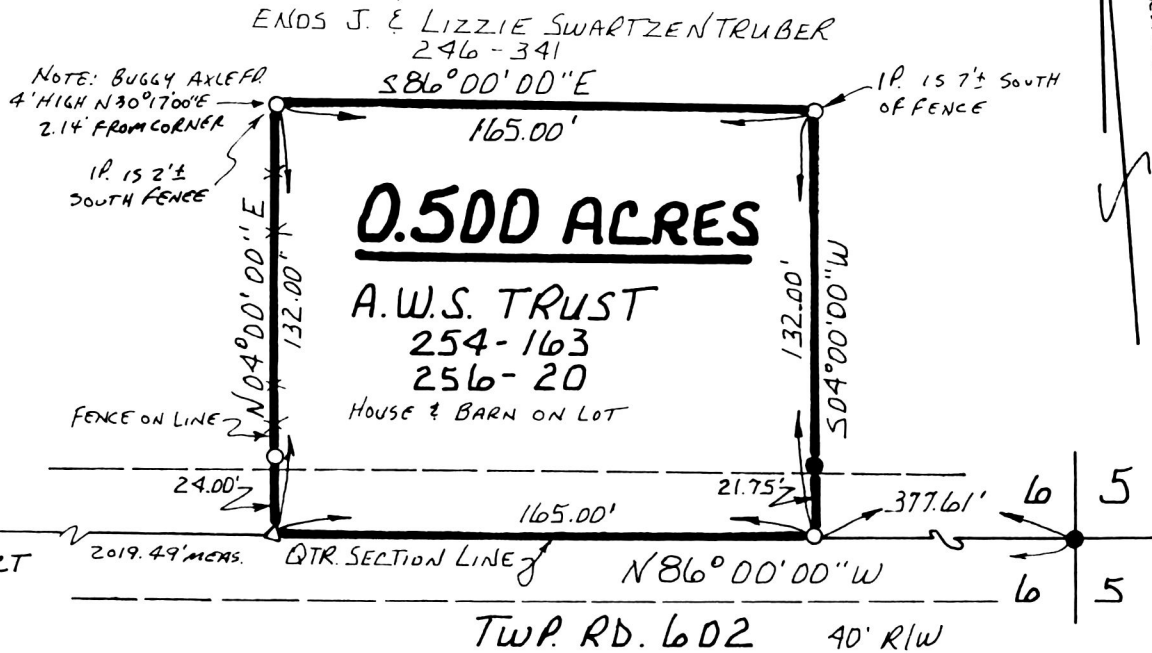 ENOS J. & LIZZIE SWARTZENTRUBER
246-341
NOTE: BUGGY AXLE FD.
4' HIGH N30°17'00"E
2.14' FROM CORNER
S86°00'00"E
165.00'
I.P. IS 7'± SOUTH
OF FENCE
I.P. IS 2'±
SOUTH FENCE
0.500 ACRES
N04°00'00"E
132.00'
132.00'
S04°00'00"W
A.W.S. TRUST
254-163
256-20
HOUSE & BARN ON LOT
FENCE ON LINE
24.00'
21.75'
165.00'
377.61'
6 5
2019.49' MEAS.
QTR. SECTION LINE
N86°00'00"W
6 5
TWP. RD. 602
40' R/W